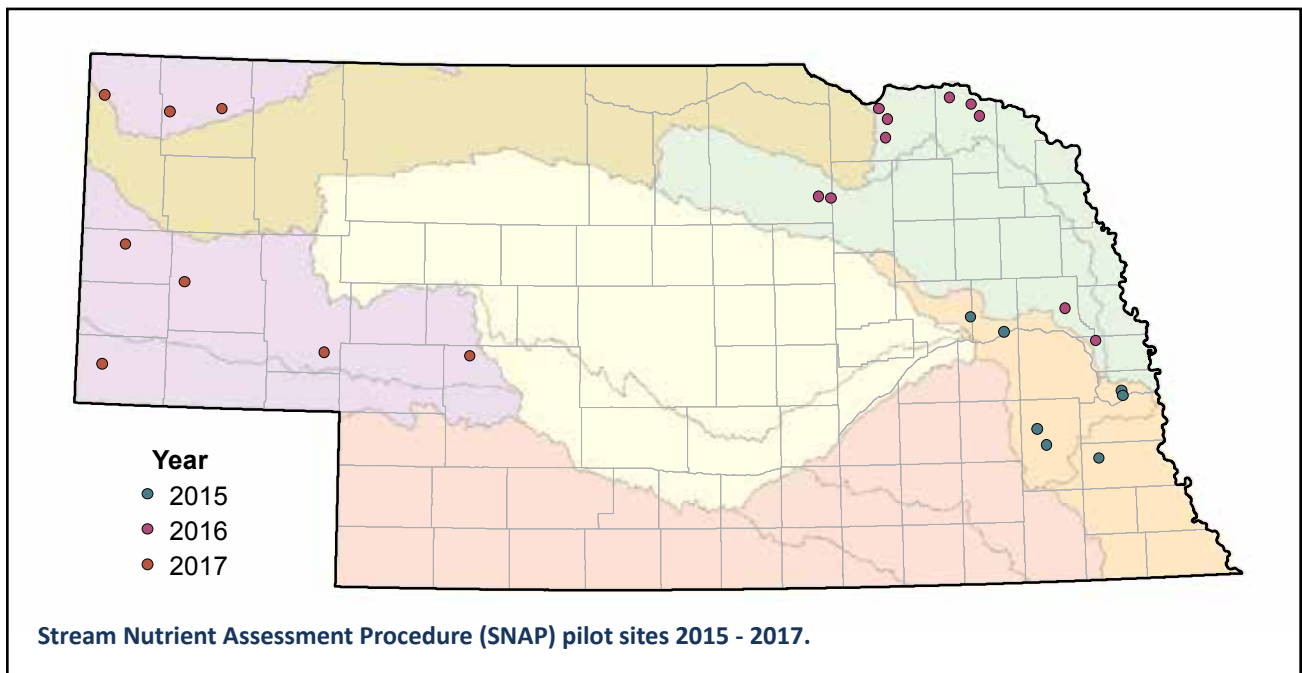 Year
2015
2016
2017
Stream Nutrient Assessment Procedure (SNAP) pilot sites 2015 - 2017.